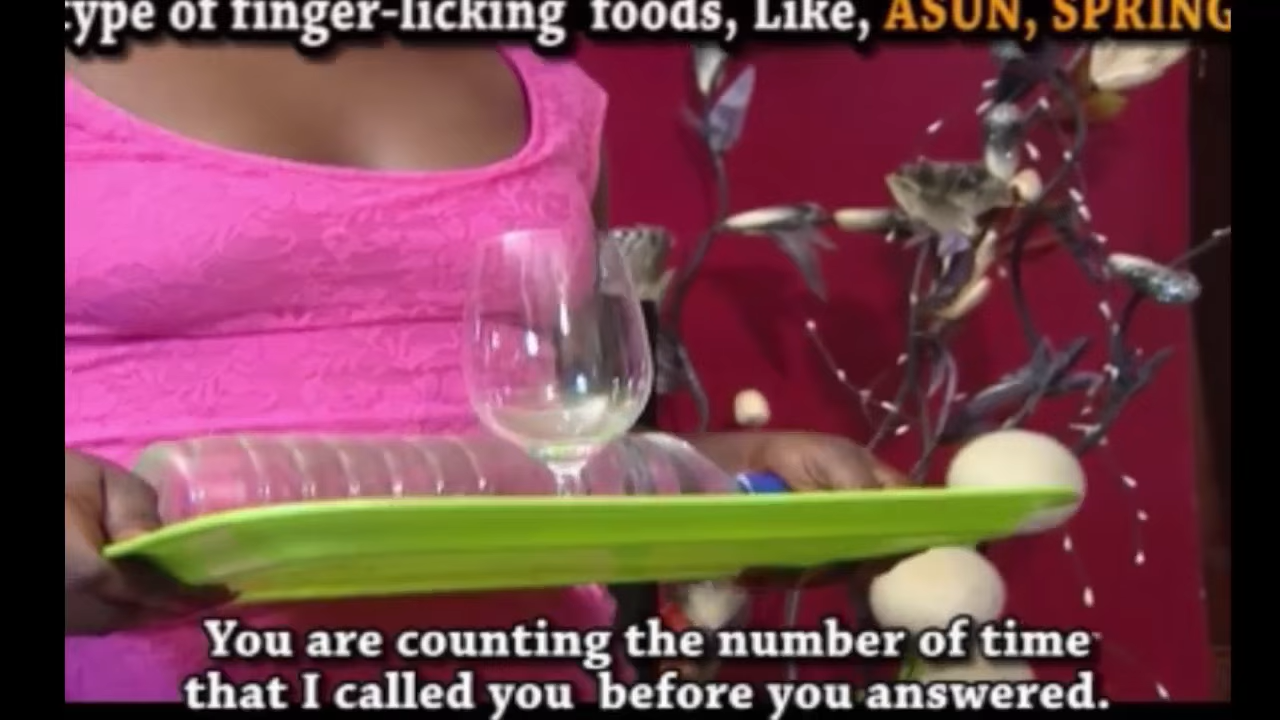 type of finger-licking foods, Like, ASUN, SPRING
You are counting the number of time
that I called you before you answered.